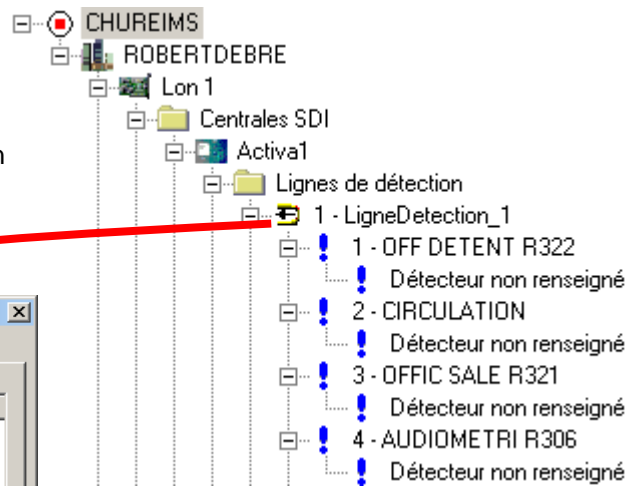 CHUREIMS
ROBERTDEBRE
Lon 1
Centrales SDI
n
Activa1
Lignes de détection
1 - LigneDetection_1
1 - OFF DETENT R322
Détecteur non renseigné
2 - CIRCULATION
Détecteur non renseigné
3 - OFFIC SALE R321
Détecteur non renseigné
4 - AUDIOMETRI R306
Détecteur non renseigné